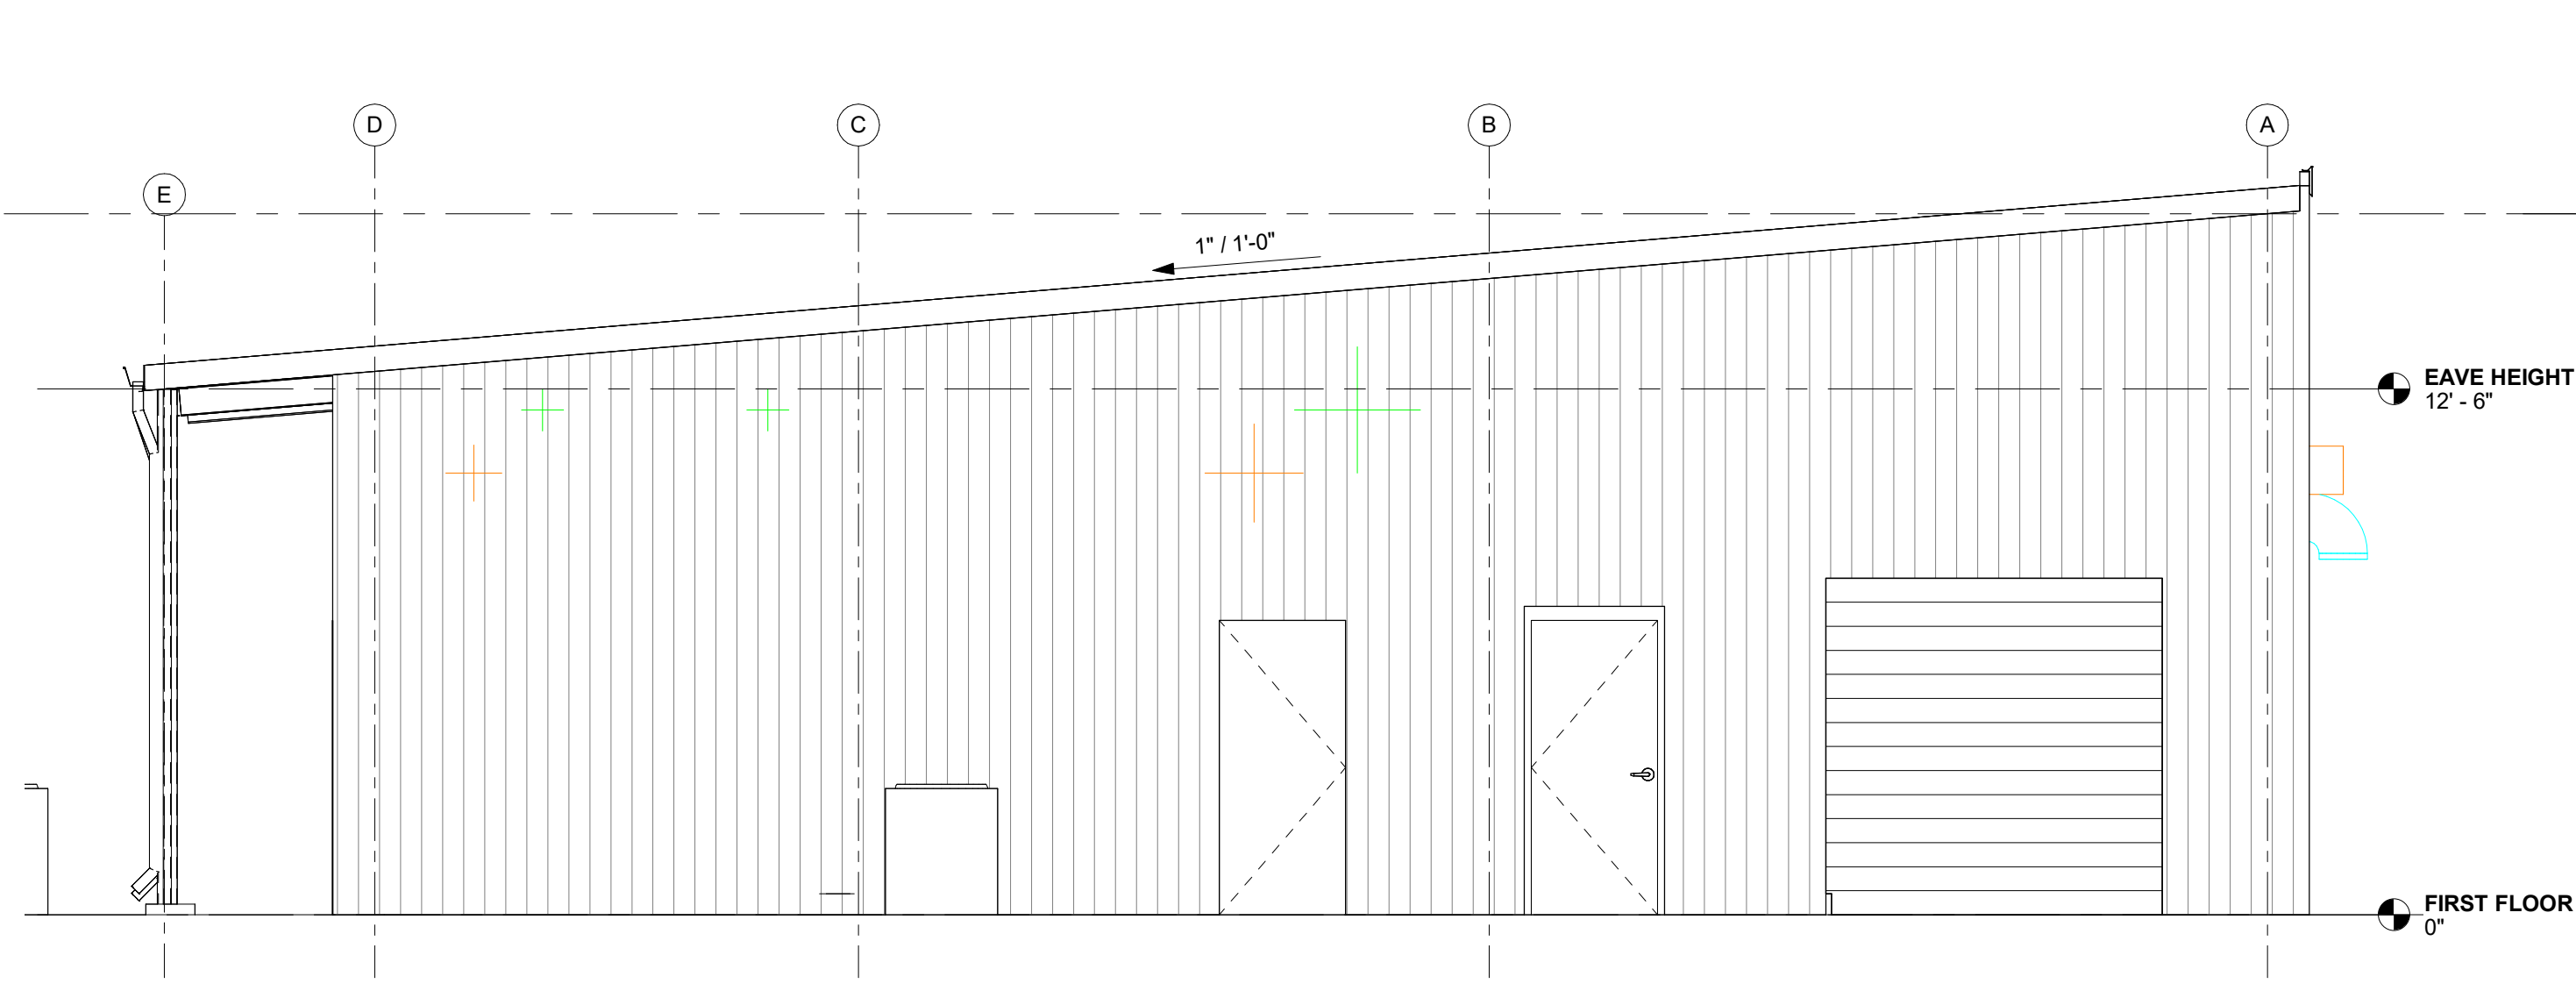 D
C
B
A
E
1" / 1'-0"
EAVE HEIGHT
12' - 6"
FIRST FLOOR
0"